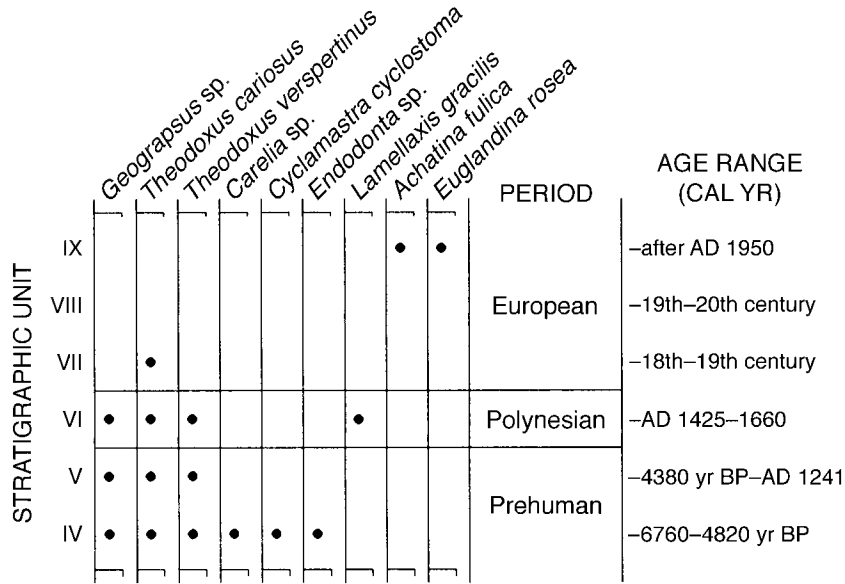 Geograpsus sp.
Theodoxus cariosus
Theodoxus verspertinus
Carelia sp.
Cyclamastra cyclostoma
Endodonta sp.
Lamellaxis gracilis
Achatina fulica
Euglandina rosea
PERIOD
AGE RANGE
(CAL YR)
STRATIGRAPHIC UNIT
IX
–after AD 1950
VIII
European
–19th–20th century
VII
–18th–19th century
VI
Polynesian
–AD 1425–1660
V
–4380 yr BP–AD 1241
Prehuman
IV
–6760–4820 yr BP